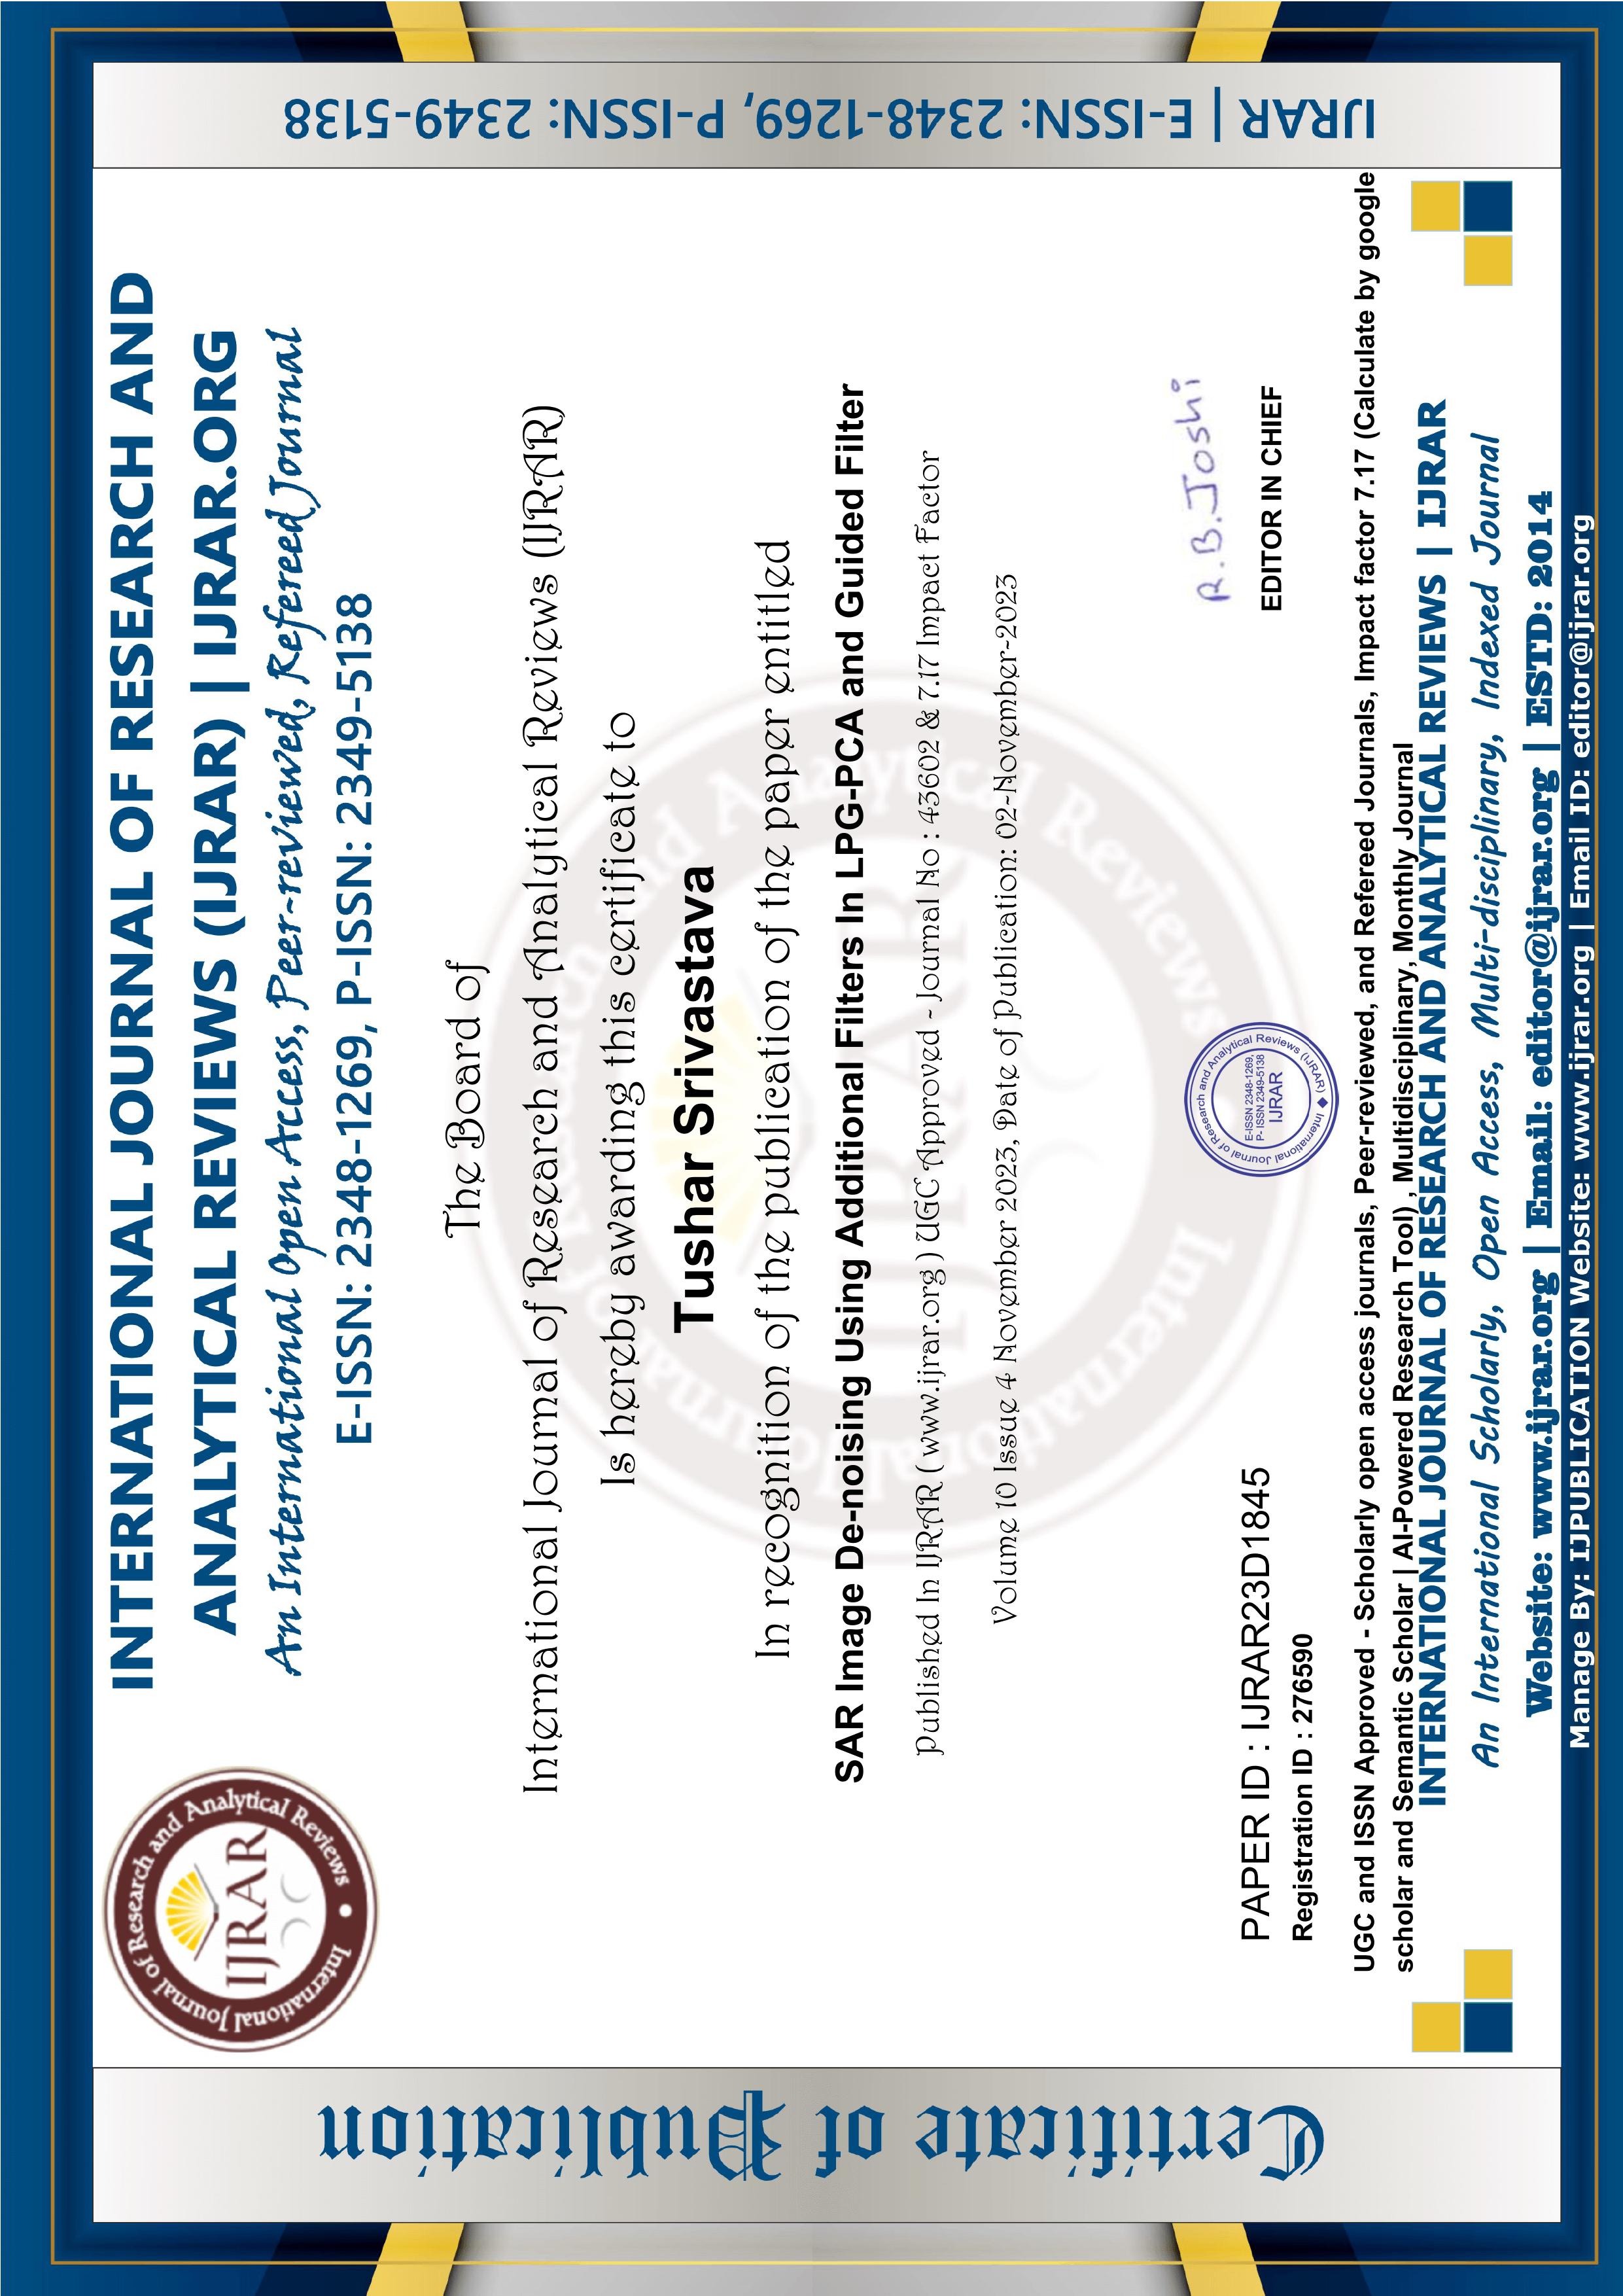 INTERNATIONAL JOURNAL OF RESEARCH AND
ANALYTICAL REVIEWS (IJRAR) | IJRAR.ORG
An International Open Access, Peer-reviewed, Refereed Journal
E-ISSN: 2348-1269, P-ISSN: 2349-5138
International Journal of Research and Analytical Reviews
IJRAR
Certificate of Publication
The Board of
International Journal of Research and Analytical Reviews (IJRAR)
Is hereby awarding this certificate to
Tushar Srivastava
In recognition of the publication of the paper entitled
SAR Image De-noising Using Additional Filters In LPG-PCA and Guided Filter
Published In IJRAR ( www.ijrar.org ) UGC Approved - Journal No : 43602 & 7.17 Impact Factor
Volume 10 Issue 4 November 2023, Date of Publication: 02-November-2023
International Journal of Research and Analytical Reviews
IJRAR
PAPER ID : IJRAR23D1845
Registration ID : 276590
International Journal of Research and Analytical Reviews (IJRAR)
E-ISSN 2348-1269,
P- ISSN 2349-5138
IJRAR
R.B.Joshi
EDITOR IN CHIEF
IJRAR | E-ISSN: 2348-1269, P-ISSN: 2349-5138
UGC and ISSN Approved - Scholarly open access journals, Peer-reviewed, and Refereed Journals, Impact factor 7.17 (Calculate by google
scholar and Semantic Scholar | AI-Powered Research Tool) , Multidisciplinary, Monthly Journal
INTERNATIONAL JOURNAL OF RESEARCH AND ANALYTICAL REVIEWS | IJRAR
An International Scholarly, Open Access, Multi-disciplinary, Indexed Journal
Website: www.ijrar.org | Email: editor@ijrar.org | ESTD: 2014
Manage By: IJPUBLICATION Website: www.ijrar.org | Email ID: editor@ijrar.org